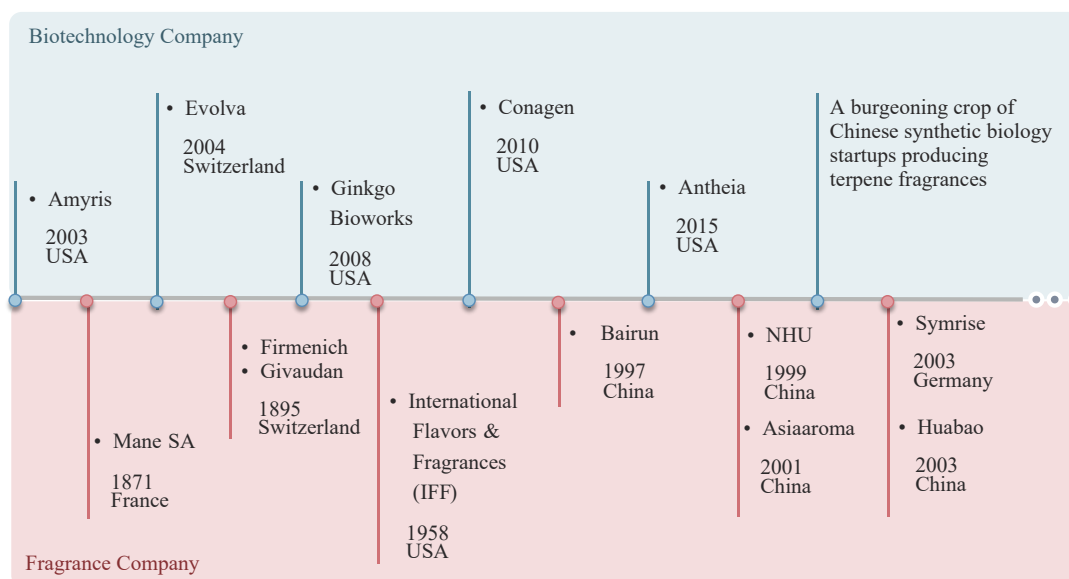 Biotechnology Company
• Amyris
2003
USA
• Evolva
2004
Switzerland
• Ginkgo
Bioworks
2008
USA
• Conagen
2010
USA
• Antheia
2015
USA
A burgeoning crop of
Chinese synthetic biology
startups producing
terpene fragrances
• Mane SA
1871
France
• Firmenich
• Givaudan
1895
Switzerland
• International
Flavors &
Fragrances
(IFF)
1958
USA
• Bairun
1997
China
• NHU
1999
China
• Asiaaroma
2001
China
• Symrise
2003
Germany
• Huabao
2003
China
Fragrance Company